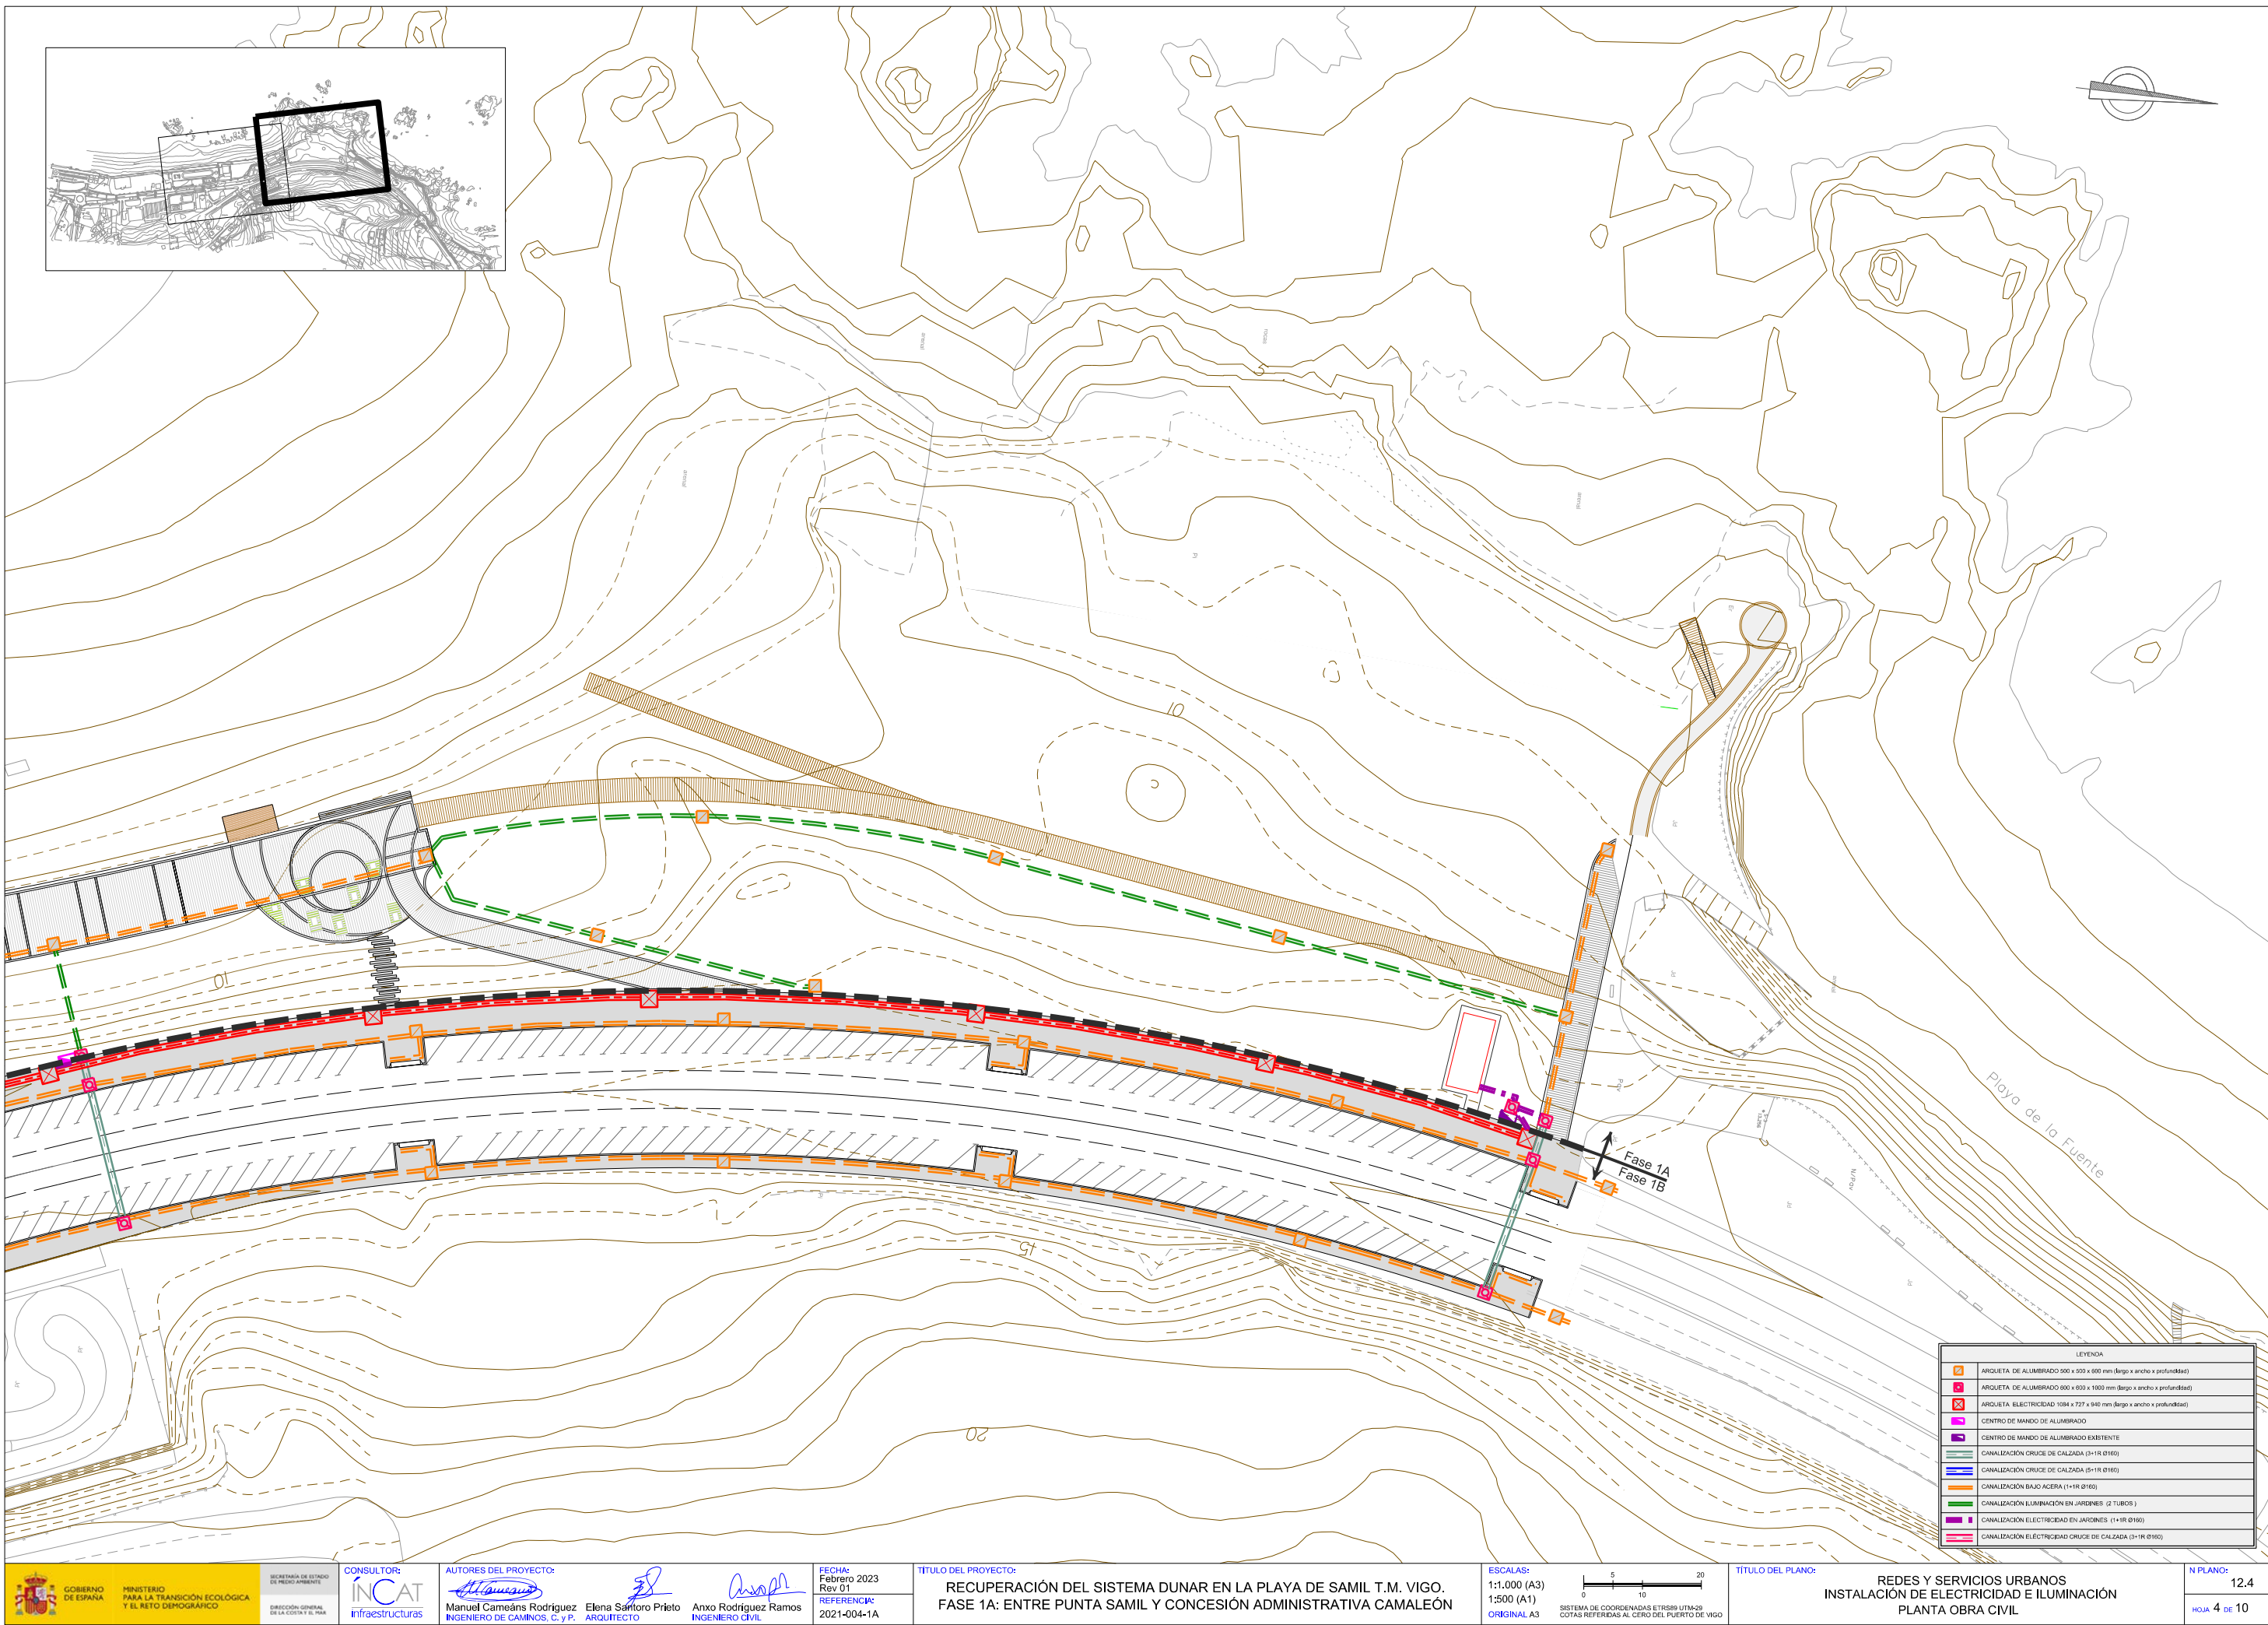 10
10
15
20
Playa de la Fuente
Fase 1A
Fase 1B
LEYENDA
ARQUETA DE ALUMBRADO 500 x 500 x 600 mm (largo x ancho x profundidad)
ARQUETA DE ALUMBRADO 600 x 600 x 1000 mm (largo x ancho x profundidad)
ARQUETA ELECTRICIDAD 1084 x 727 x 940 mm (largo x ancho x profundidad)
CENTRO DE MANDO DE ALUMBRADO
CENTRO DE MANDO DE ALUMBRADO EXISTENTE
CANALIZACIÓN CRUCE DE CALZADA (3+1R Ø160)
CANALIZACIÓN CRUCE DE CALZADA (5+1R Ø160)
CANALIZACIÓN BAJO ACERA (1+1R Ø160)
CANALIZACIÓN ILUMINACIÓN EN JARDINES (2 TUBOS )
CANALIZACIÓN ELECTRICIDAD EN JARDINES (1+1R Ø160)
CANALIZACIÓN ELÉCTRICIDAD CRUCE DE CALZADA (3+1R Ø160)
GOBIERNO
DE ESPAÑA
MINISTERIO
PARA LA TRANSICIÓN ECOLÓGICA
Y EL RETO DEMOGRÁFICO
SECRETARÍA DE ESTADO
DE MEDIO AMBIENTE
DIRECCIÓN GENERAL
DE LA COSTA Y EL MAR
CONSULTOR:
INCAT
infraestructuras
AUTORES DEL PROYECTO:
Manuel Cameáns Rodriguez
INGENIERO DE CAMINOS, C. y P.
Elena Santoro Prieto
ARQUITECTO
Anxo Rodríguez Ramos
INGENIERO CIVIL
FECHA:
Febrero 2023
Rev 01
REFERENCIA:
2021-004-1A
TÍTULO DEL PROYECTO:
RECUPERACIÓN DEL SISTEMA DUNAR EN LA PLAYA DE SAMIL T.M. VIGO.
FASE 1A: ENTRE PUNTA SAMIL Y CONCESIÓN ADMINISTRATIVA CAMALEÓN
ESCALAS:
1:1.000 (A3)
1:500 (A1)
ORIGINAL A3
5 20
0 10
SISTEMA DE COORDENADAS ETRS89 UTM-29
COTAS REFERIDAS AL CERO DEL PUERTO DE VIGO
TÍTULO DEL PLANO:
REDES Y SERVICIOS URBANOS
INSTALACIÓN DE ELECTRICIDAD E ILUMINACIÓN
PLANTA OBRA CIVIL
N PLANO:
12.4
HOJA 4 DE 10